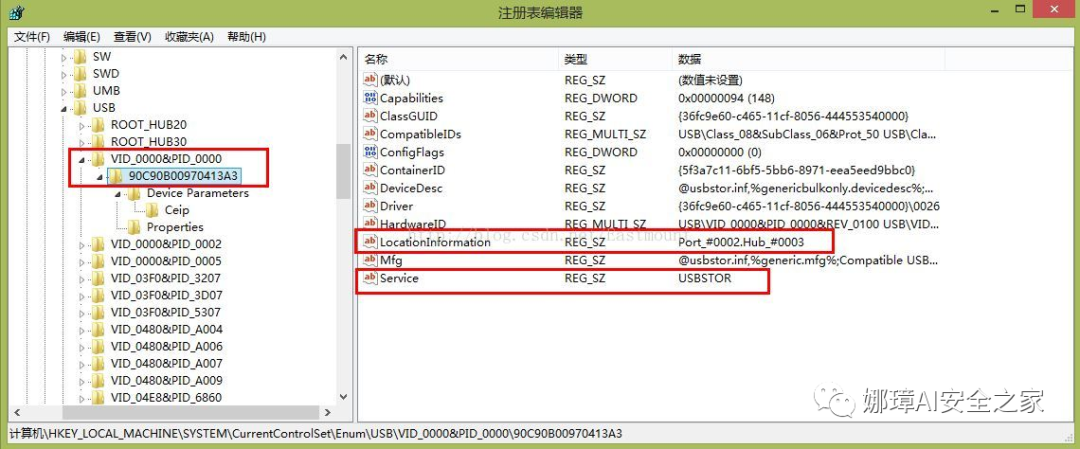 注册表编辑器
文件(F) 编辑(E) 查看(V) 收藏夹(A) 帮助(H)
SW
SWD
UMB
USB
ROOT_HUB20
ROOT_HUB30
VID_0000&PID_0000
90C90B00970413A3
Device Parameters
Ceip
Properties
VID_0000&PID_0002
VID_0000&PID_0005
VID_03F0&PID_3207
VID_03F0&PID_3D07
VID_03F0&PID_5307
VID_0480&PID_A004
VID_0480&PID_A006
VID_0480&PID_A007
VID_0480&PID_A009
VID_04E8&PID_6860
名称 类型 数据
(默认) REG_SZ (数值未设置)
Capabilities REG_DWORD 0x00000094 (148)
ClassGUID REG_SZ {36fc9e60-c465-11cf-8056-444553540000}
CompatibleIDs REG_MULTI_SZ USB\Class_08&SubClass_06&Prot_50 USB\Cla...
ConfigFlags REG_DWORD 0x00000000 (0)
ContainerID REG_SZ {5f3a7c11-6bf5-5bb6-8971-eea5eed9bbc0}
DeviceDesc REG_SZ @usbstor.inf,%genericbulkonly.devicedesc%;...
Driver REG_SZ {36fc9e60-c465-11cf-8056-444553540000}\0026
HardwareID REG_MULTI_SZ USB\VID_0000&PID_0000&REV_0100 USB\VID...
LocationInformation REG_SZ Port_#0002.Hub_#0003
Mfg REG_SZ @usbstor.inf,%generic.mfg%;Compatible USB...
Service REG_SZ USBSTOR
http://blog.csdn.net/Eastmount
娜璋AI安全之家
计算机\HKEY_LOCAL_MACHINE\SYSTEM\CurrentControlSet\Enum\USB\VID_0000&PID_0000\90C90B00970413A3